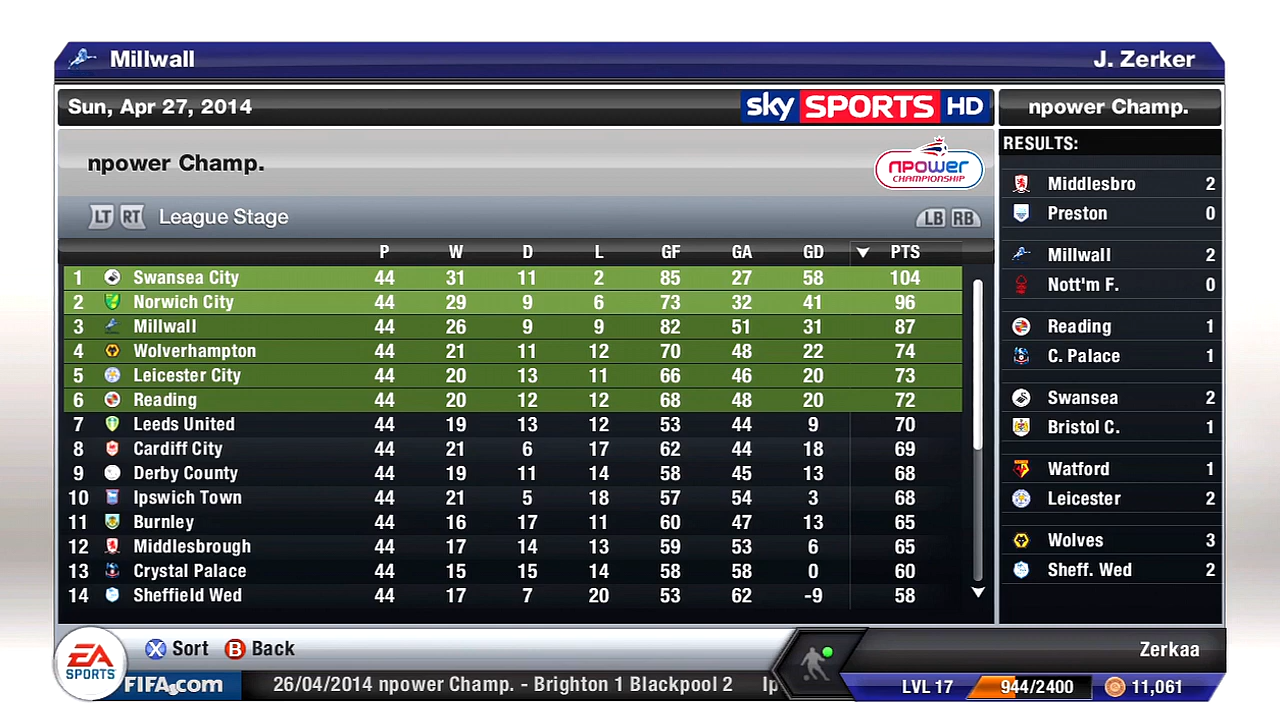 Millwall J. Zerker
Sun, Apr 27, 2014 sky SPORTS HD npower Champ.
npower Champ. npower CHAMPIONSHIP
LT RT League Stage LB RB
P W D L GF GA GD PTS
1 Swansea City 44 31 11 2 85 27 58 104
2 Norwich City 44 29 9 6 73 32 41 96
3 Millwall 44 26 9 9 82 51 31 87
4 Wolverhampton 44 21 11 12 70 48 22 74
5 Leicester City 44 20 13 11 66 46 20 73
6 Reading 44 20 12 12 68 48 20 72
7 Leeds United 44 19 13 12 53 44 9 70
8 Cardiff City 44 21 6 17 62 44 18 69
9 Derby County 44 19 11 14 58 45 13 68
10 Ipswich Town 44 21 5 18 57 54 3 68
11 Burnley 44 16 17 11 60 47 13 65
12 Middlesbrough 44 17 14 13 59 53 6 65
13 Crystal Palace 44 15 15 14 58 58 0 60
14 Sheffield Wed 44 17 7 20 53 62 -9 58
RESULTS:
Middlesbro 2
Preston 0
Millwall 2
Nott'm F. 0
Reading 1
C. Palace 1
Swansea 2
Bristol C. 1
Watford 1
Leicester 2
Wolves 3
Sheff. Wed 2
EA SPORTS X Sort B Back Zerkaa
FIFA.com 26/04/2014 npower Champ. - Brighton 1 Blackpool 2 Ip LVL 17 944/2400 11,061